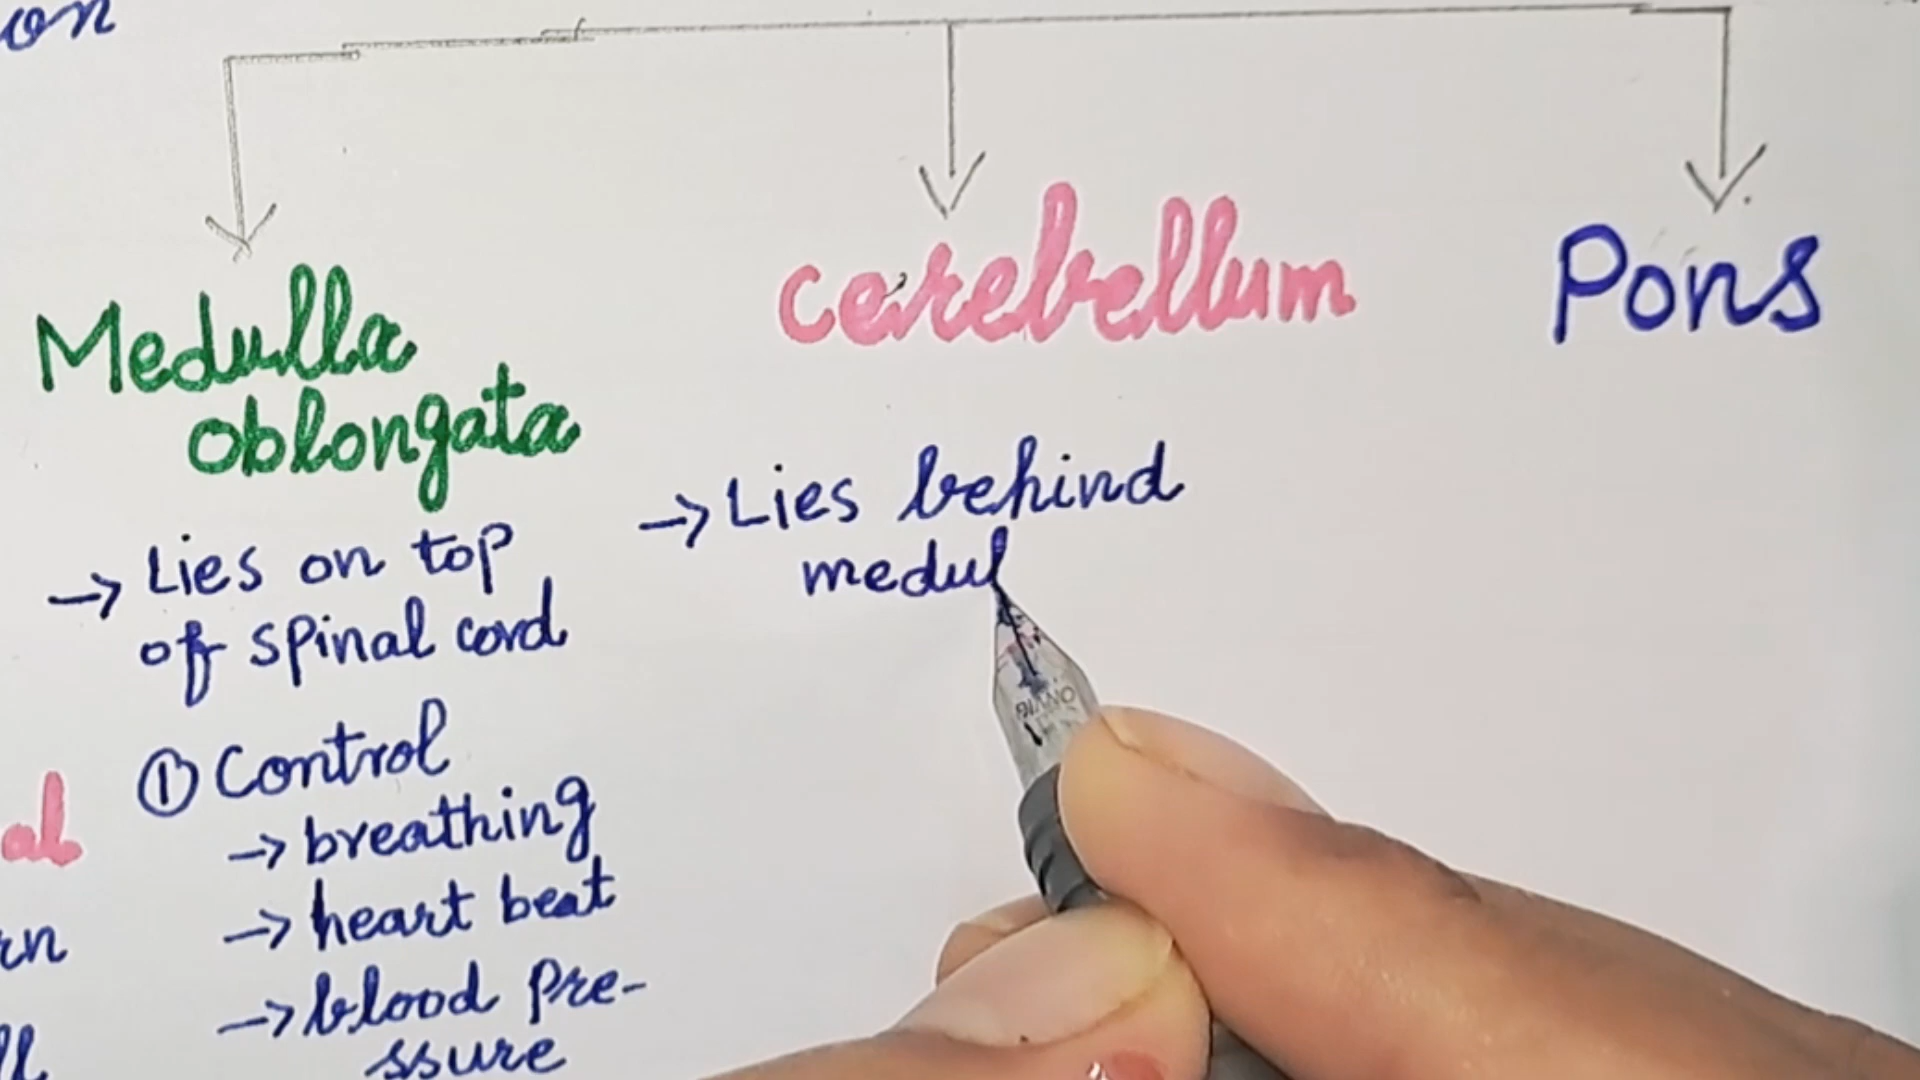 on
Medulla
oblongata
→ Lies on top
of spinal cord
① Control
→ breathing
→ heart beat
→ blood pre-
ssure
cerebellum
→ Lies behind
medul
Pons
al